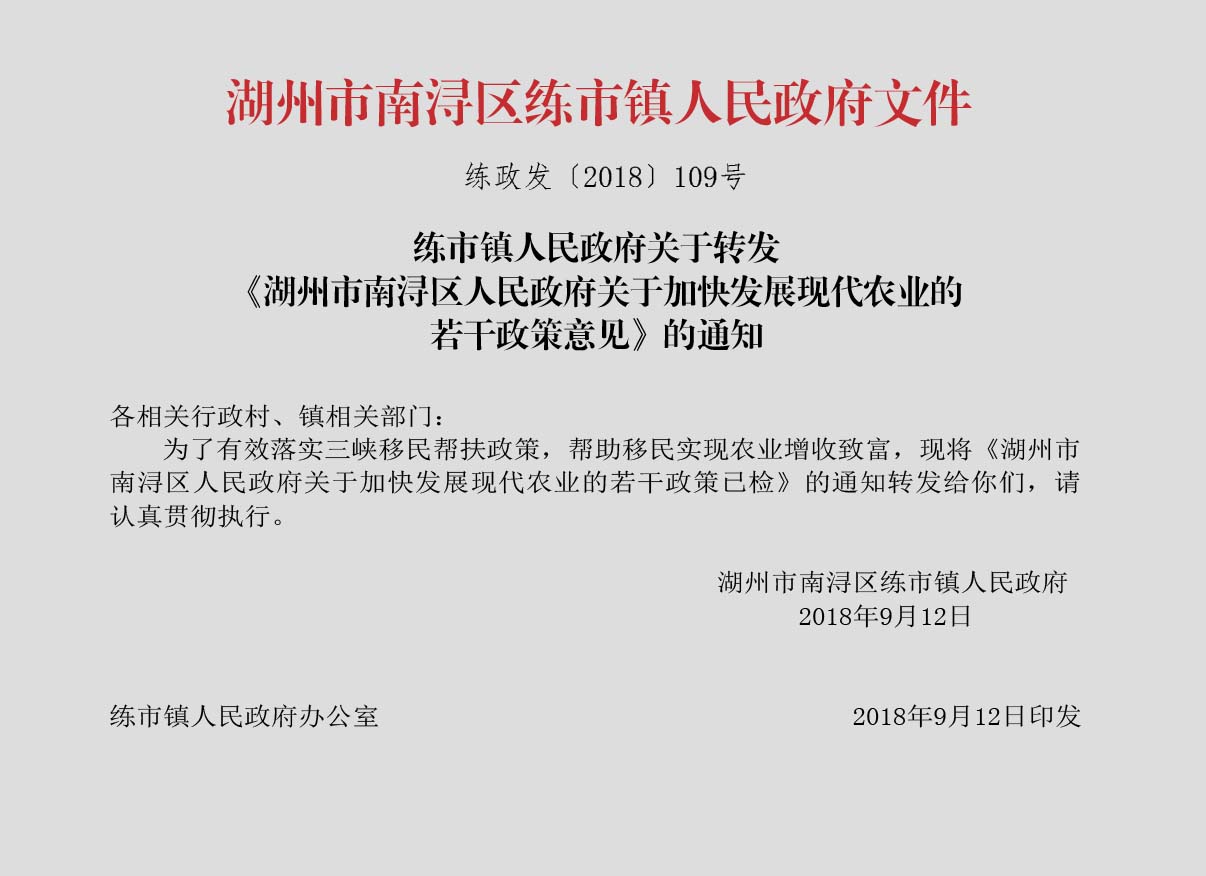 湖州市南浔区练市镇人民政府文件
练政发〔2018〕109号
练市镇人民政府关于转发
《湖州市南浔区人民政府关于加快发展现代农业的
若干政策意见》的通知
各相关行政村、镇相关部门：
为了有效落实三峡移民帮扶政策，帮助移民实现农业增收致富，现将《湖州市
南浔区人民政府关于加快发展现代农业的若干政策已检》的通知转发给你们，请
认真贯彻执行。
湖州市南浔区练市镇人民政府
2018年9月12日
练市镇人民政府办公室 2018年9月12日印发